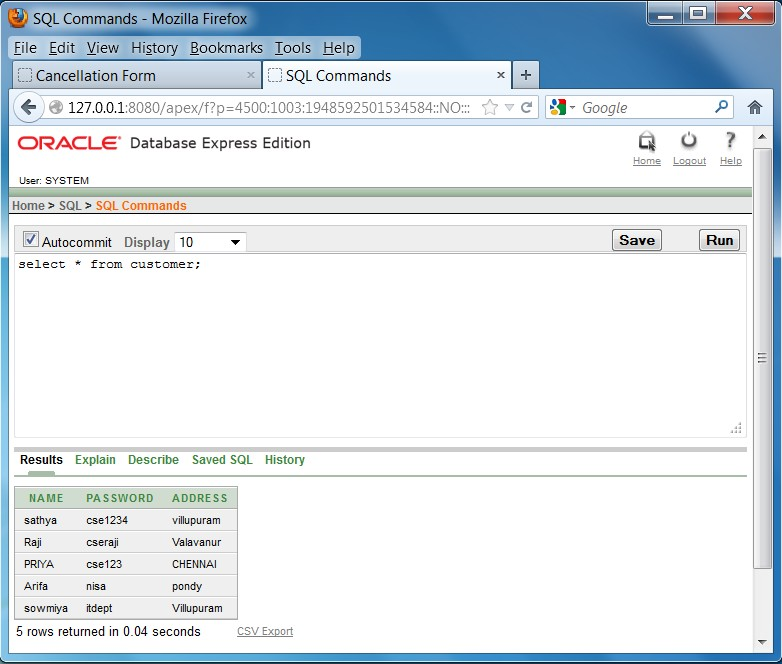 SQL Commands - Mozilla Firefox
File Edit View History Bookmarks Tools Help
Cancellation Form × SQL Commands × +
127.0.0.1:8080/apex/f?p=4500:1003:1948592501534584::NO::: Google
ORACLE® Database Express Edition
Home Logout Help
User: SYSTEM
Home > SQL > SQL Commands
Autocommit Display 10 Save Run
select * from customer;
Results Explain Describe Saved SQL History
NAME PASSWORD ADDRESS
sathya cse1234 villupuram
Raji cseraji Valavanur
PRIYA cse123 CHENNAI
Arifa nisa pondy
sowmiya itdept Villupuram
5 rows returned in 0.04 seconds CSV Export